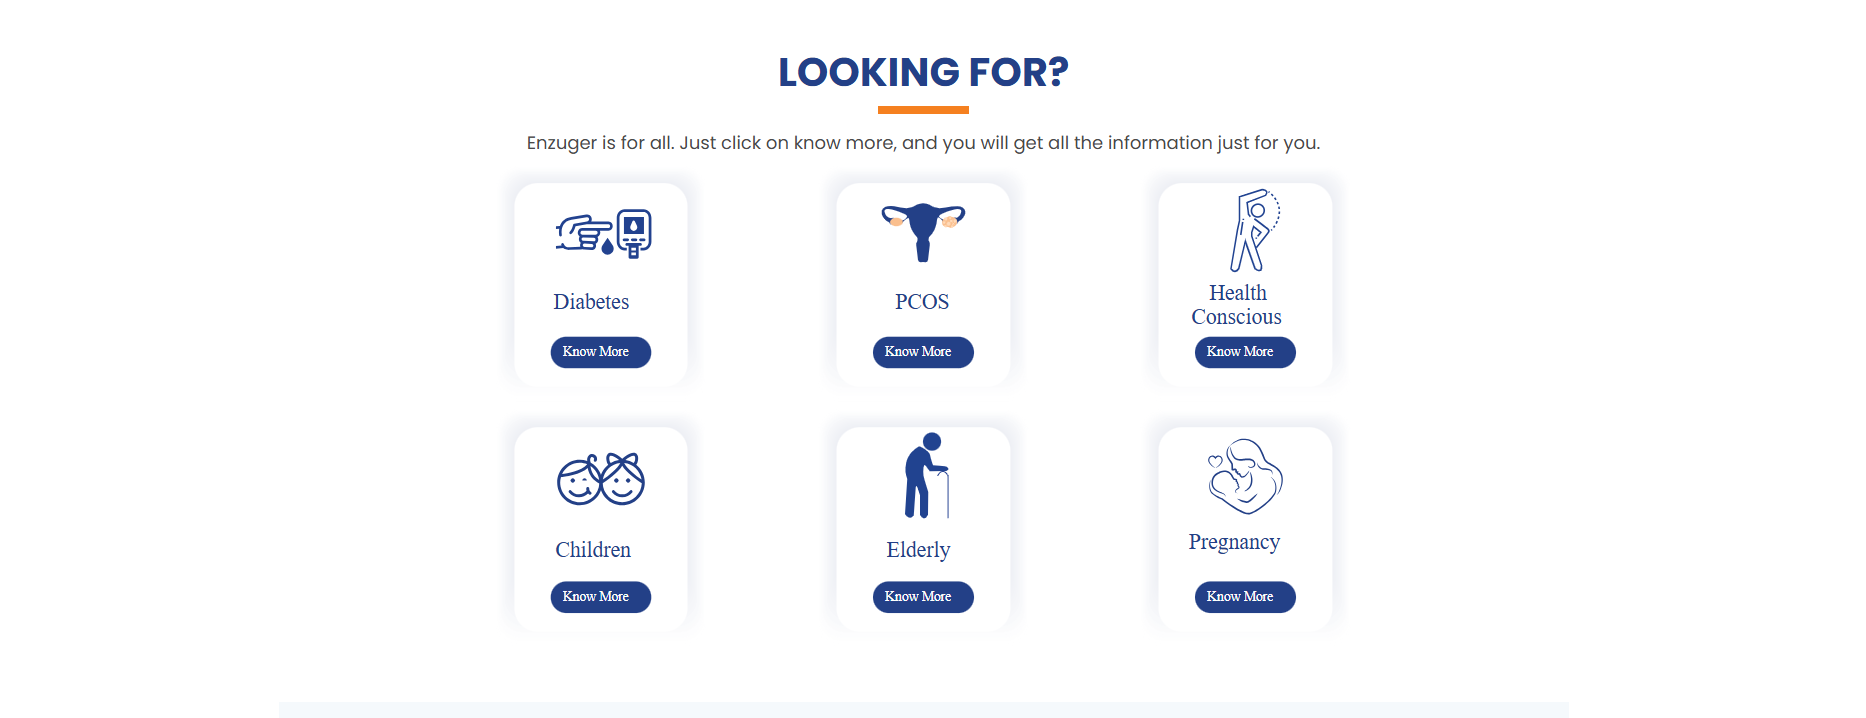 LOOKING FOR?
Enzuger is for all. Just click on know more, and you will get all the information just for you.
Diabetes
Know More
PCOS
Know More
Health
Conscious
Know More
Children
Know More
Elderly
Know More
Pregnancy
Know More